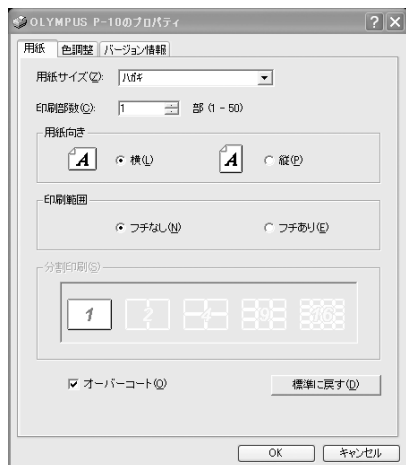 OLYMPUS P-10のプロパティ
用紙 色調整 バージョン情報
用紙サイズ(Z): ハガキ
印刷部数(C): 1 部 (1 - 50)
用紙向き
A 横(L) A 縦(P)
印刷範囲
フチなし(N) フチあり(E)
分割印刷(S)
1 2 4 9 16
オーバーコート(O) 標準に戻す(D)
OK キャンセル